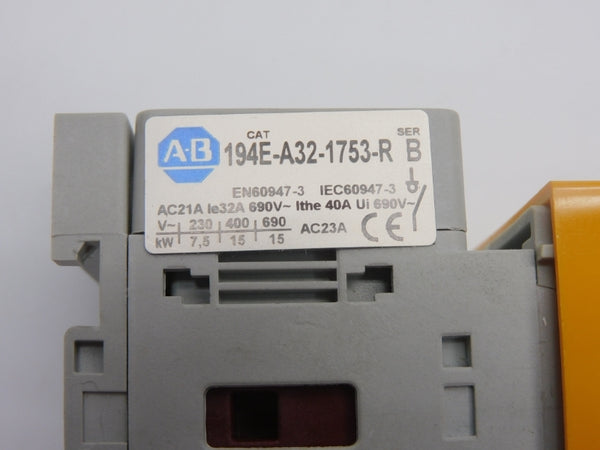 CAT SER
A-B 194E-A32-1753-R B
EN60947-3 IEC60947-3
AC21A Ie32A 690V~ Ithe 40A Ui 690V~
V~ 230 400 690 AC23A CE
kW 7,5 15 15